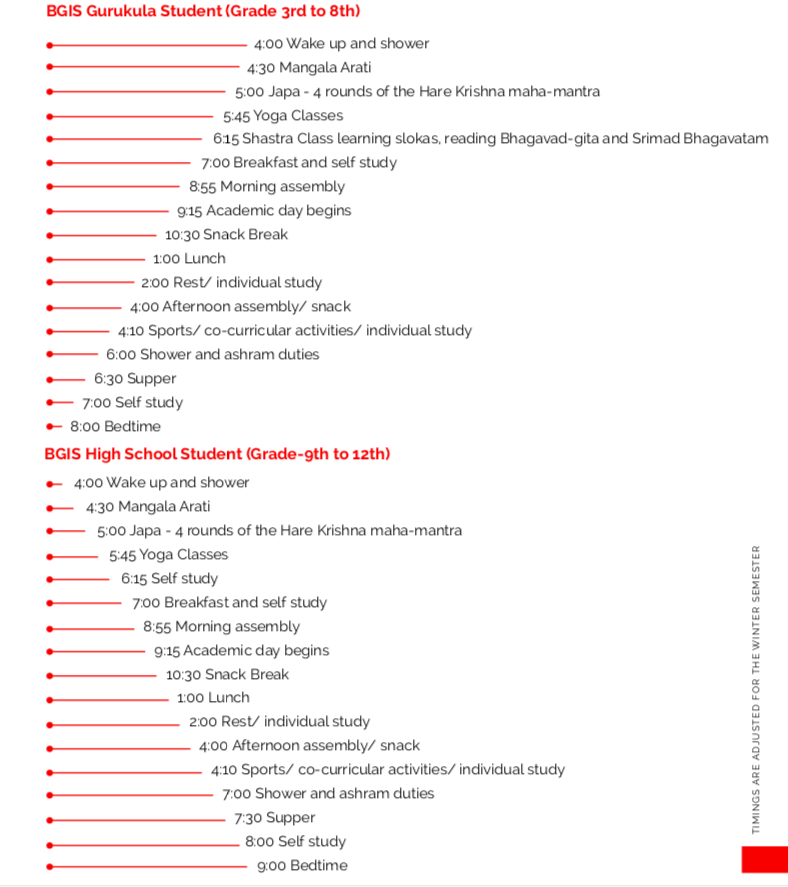 BGIS Gurukula Student (Grade 3rd to 8th)
4:00 Wake up and shower
4:30 Mangala Arati
5:00 Japa - 4 rounds of the Hare Krishna maha-mantra
5:45 Yoga Classes
6:15 Shastra Class learning slokas, reading Bhagavad-gita and Srimad Bhagavatam
7:00 Breakfast and self study
8:55 Morning assembly
9:15 Academic day begins
10:30 Snack Break
1:00 Lunch
2:00 Rest/ individual study
4:00 Afternoon assembly/ snack
4:10 Sports/ co-curricular activities/ individual study
6:00 Shower and ashram duties
6:30 Supper
7:00 Self study
8:00 Bedtime
BGIS High School Student (Grade-9th to 12th)
4:00 Wake up and shower
4:30 Mangala Arati
5:00 Japa - 4 rounds of the Hare Krishna maha-mantra
5:45 Yoga Classes
6:15 Self study
7:00 Breakfast and self study
8:55 Morning assembly
9:15 Academic day begins
10:30 Snack Break
1:00 Lunch
2:00 Rest/ individual study
4:00 Afternoon assembly/ snack
4:10 Sports/ co-curricular activities/ individual study
7:00 Shower and ashram duties
7:30 Supper
8:00 Self study
9:00 Bedtime
TIMINGS ARE ADJUSTED FOR THE WINTER SEMESTER